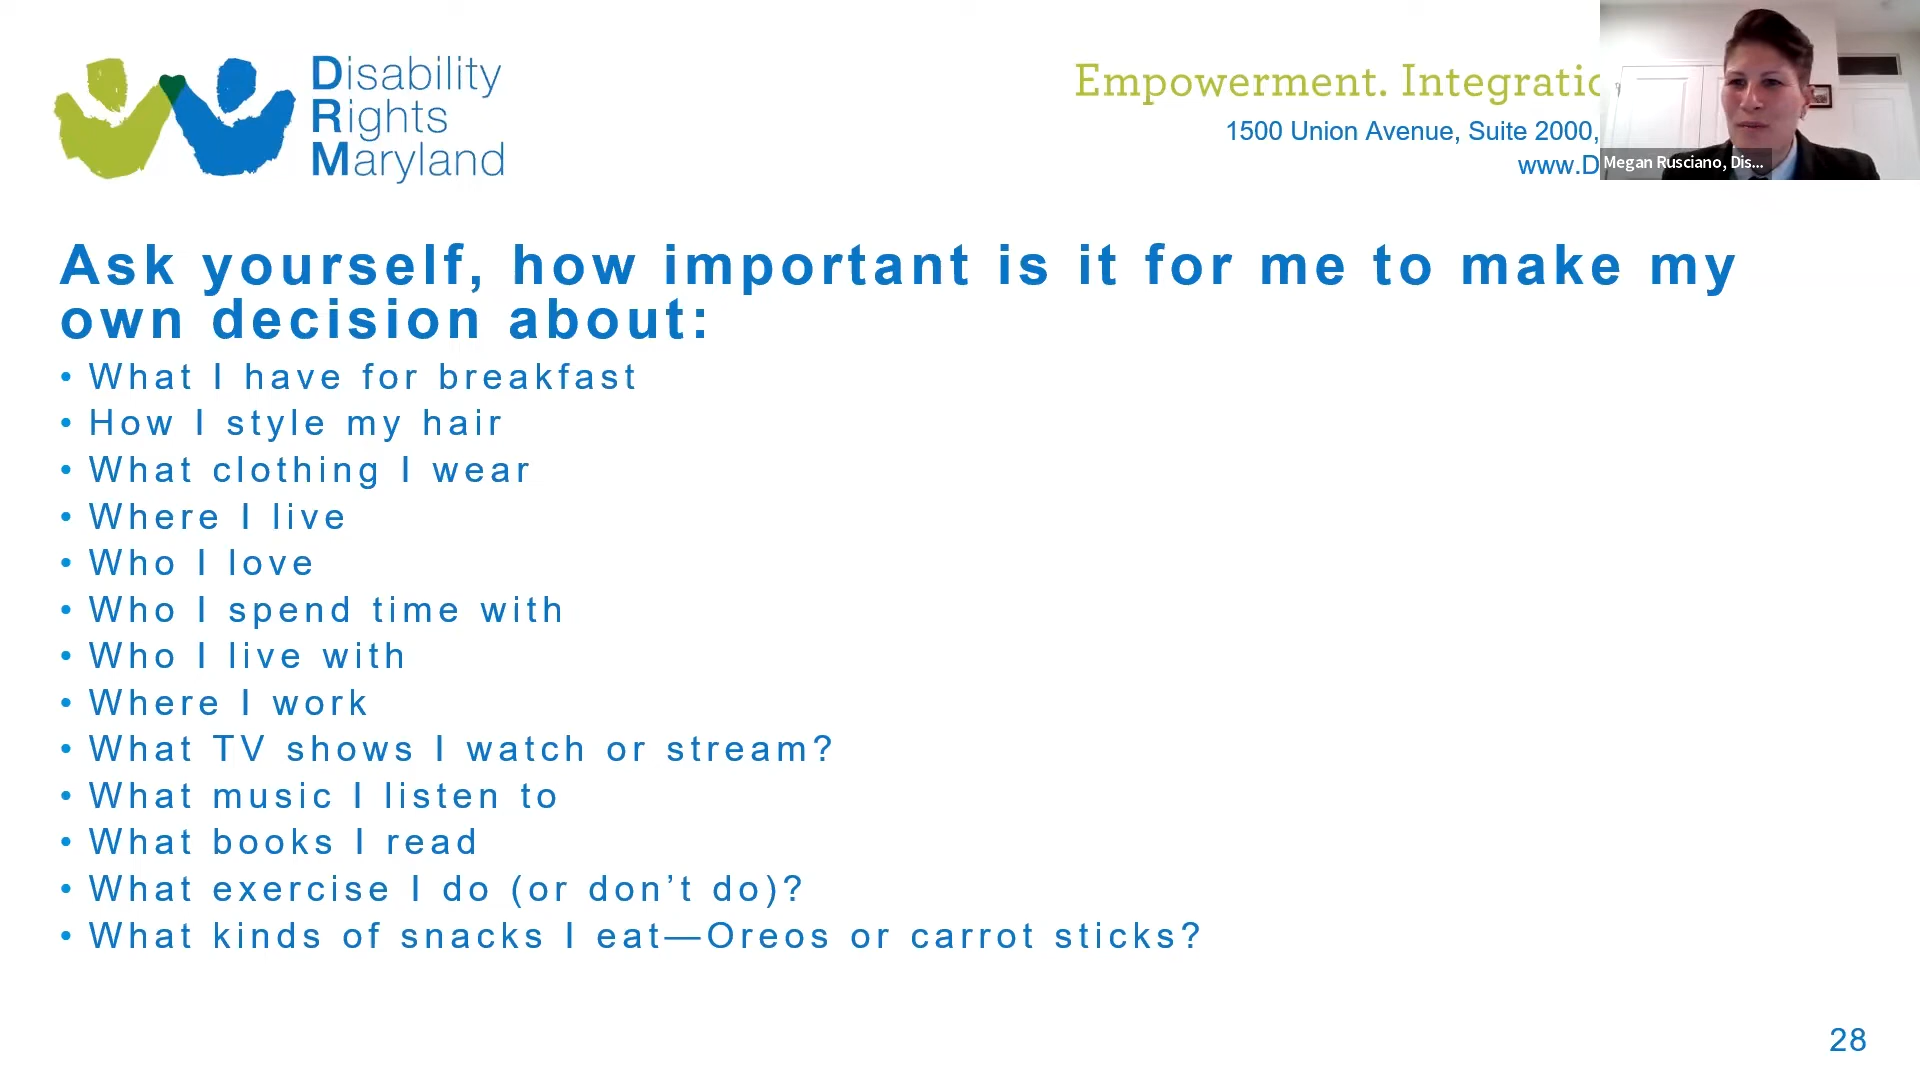 Disability
Rights
Maryland
Empowerment. Integratio
1500 Union Avenue, Suite 2000,
www.D
Megan Rusciano, Dis...
Ask yourself, how important is it for me to make my
own decision about:
• What I have for breakfast
• How I style my hair
• What clothing I wear
• Where I live
• Who I love
• Who I spend time with
• Who I live with
• Where I work
• What TV shows I watch or stream?
• What music I listen to
• What books I read
• What exercise I do (or don’t do)?
• What kinds of snacks I eat—Oreos or carrot sticks?
28